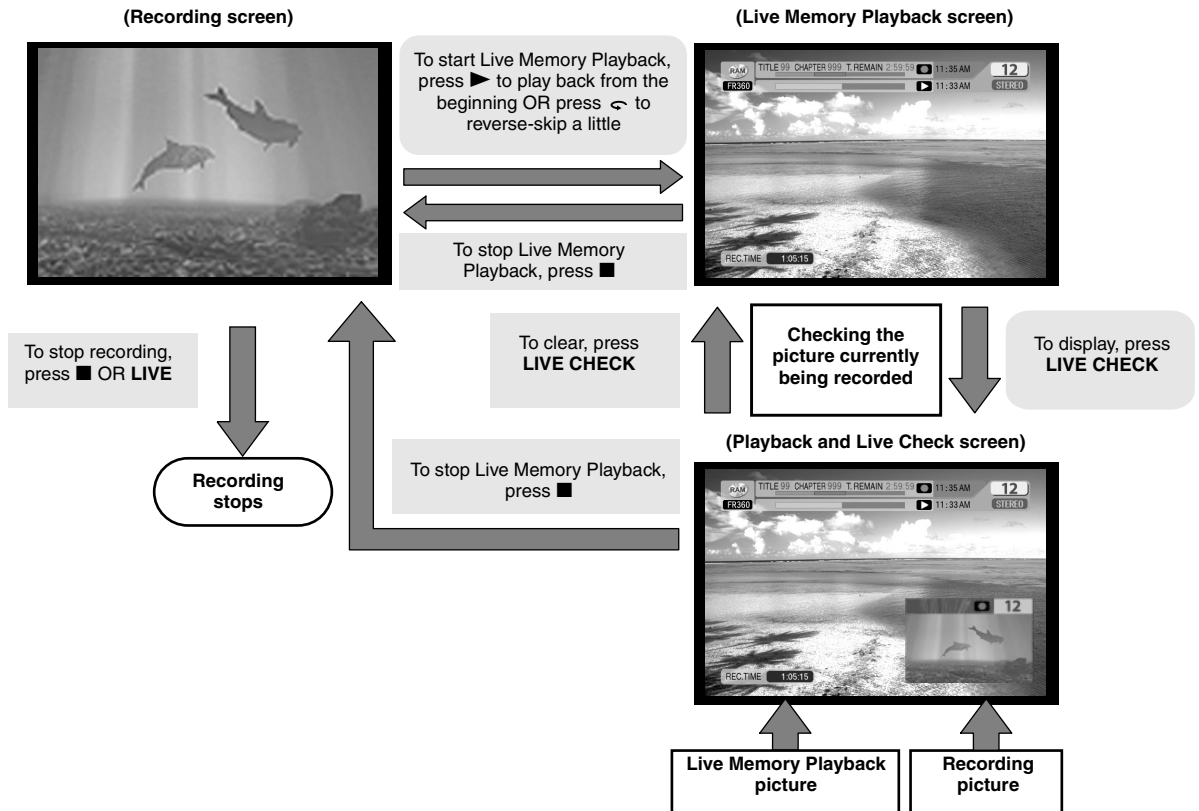 (Recording screen)
(Live Memory Playback screen)
To start Live Memory Playback,
press ► to play back from the
beginning OR press ⤺ to
reverse-skip a little
RAM TITLE 99 CHAPTER 999 T. REMAIN 2:59:59 11:35 AM 12
FR360 11:33 AM STEREO
REC.TIME 1:05:15
To stop Live Memory
Playback, press ■
To stop recording,
press ■ OR LIVE
Recording
stops
To clear, press
LIVE CHECK
Checking the
picture currently
being recorded
To display, press
LIVE CHECK
To stop Live Memory Playback,
press ■
(Playback and Live Check screen)
RAM TITLE 99 CHAPTER 999 T. REMAIN 2:59:59 11:35 AM 12
FR360 11:33 AM STEREO
12
REC.TIME 1:05:15
Live Memory Playback
picture
Recording
picture